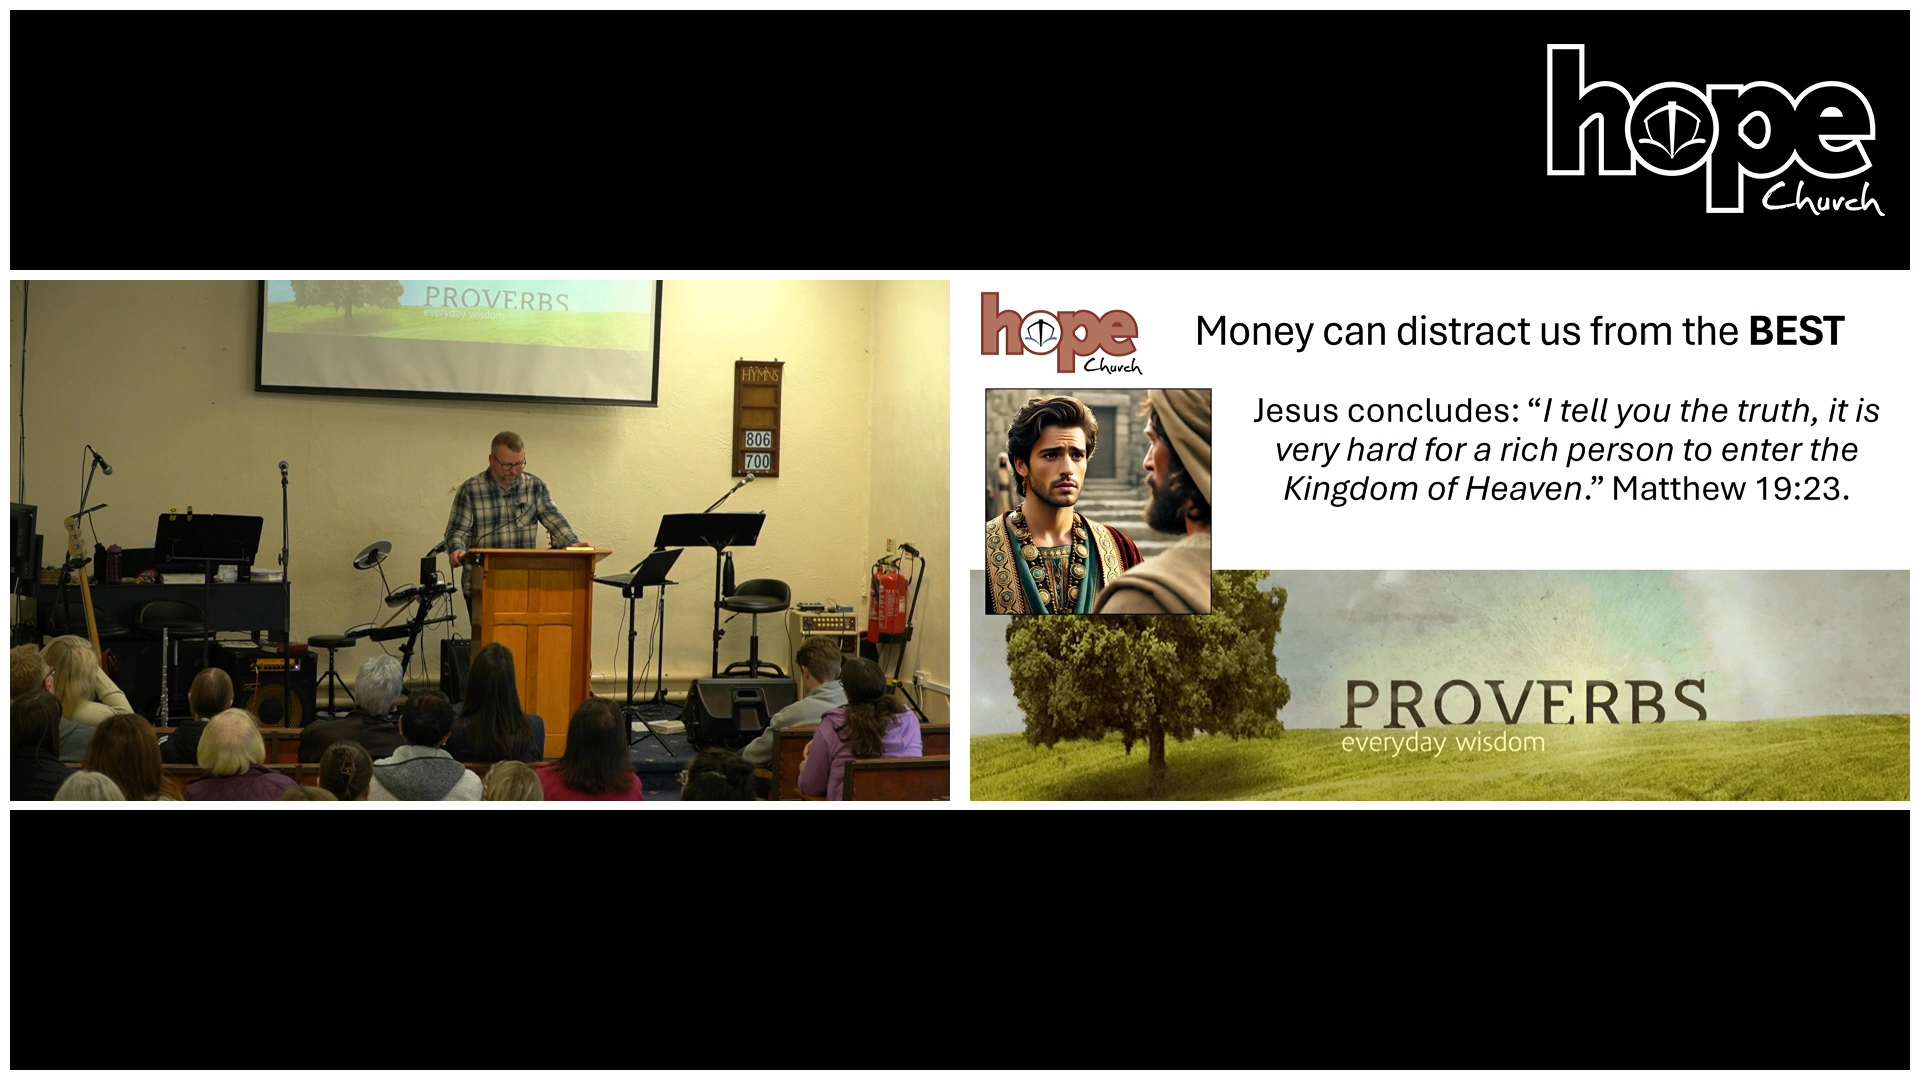 hope
Church
PROVERBS
everyday wisdom
HYMNS
806
700
hope
Church
Money can distract us from the BEST
Jesus concludes: “I tell you the truth, it is
very hard for a rich person to enter the
Kingdom of Heaven.” Matthew 19:23.
PROVERBS
everyday wisdom